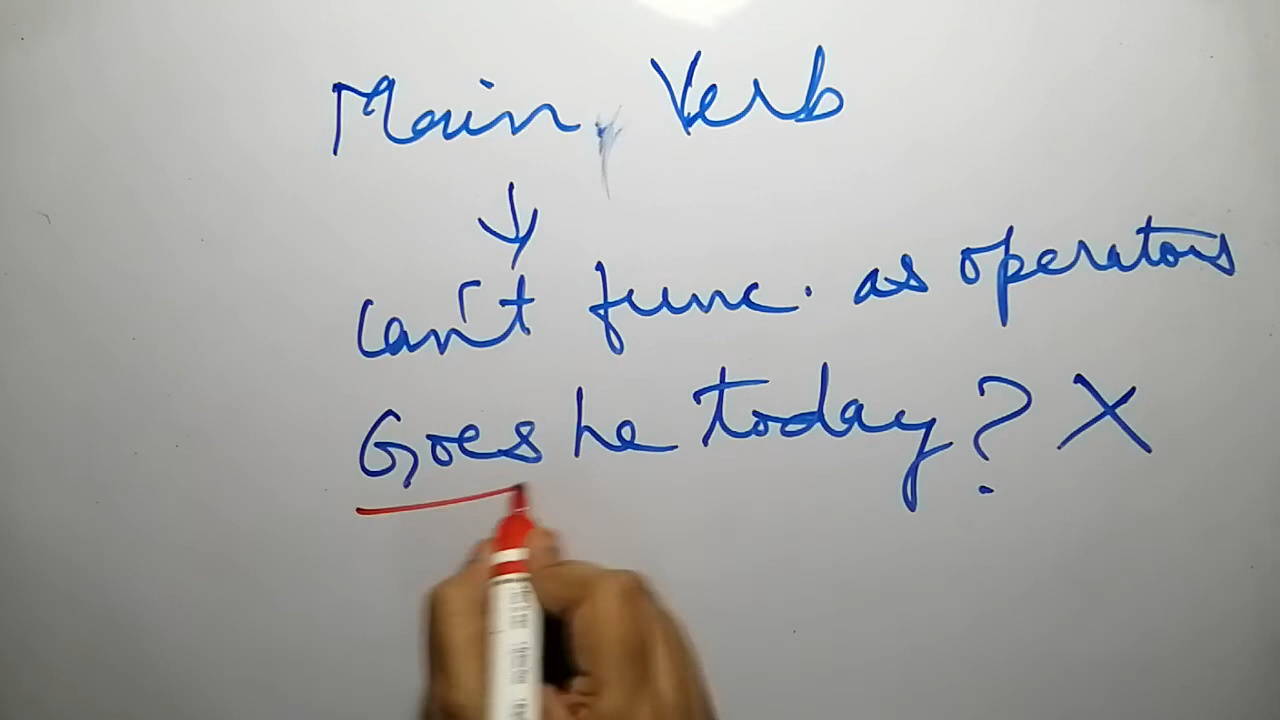 Main Verb
↓
can't func. as operators
Goes he today? X